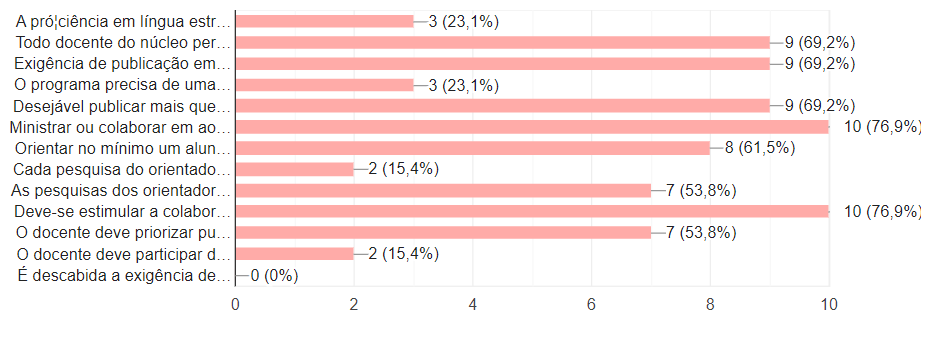 A pró¦ciência em língua estr… 3 (23,1%)
Todo docente do núcleo per… 9 (69,2%)
Exigência de publicação em… 9 (69,2%)
O programa precisa de uma… 3 (23,1%)
Desejável publicar mais que… 9 (69,2%)
Ministrar ou colaborar em ao… 10 (76,9%)
Orientar no mínimo um alun… 8 (61,5%)
Cada pesquisa do orientado… 2 (15,4%)
As pesquisas dos orientador… 7 (53,8%)
Deve-se estimular a colabor… 10 (76,9%)
O docente deve priorizar pu… 7 (53,8%)
O docente deve participar d… 2 (15,4%)
É descabida a exigência de… 0 (0%)
0 2 4 6 8 10